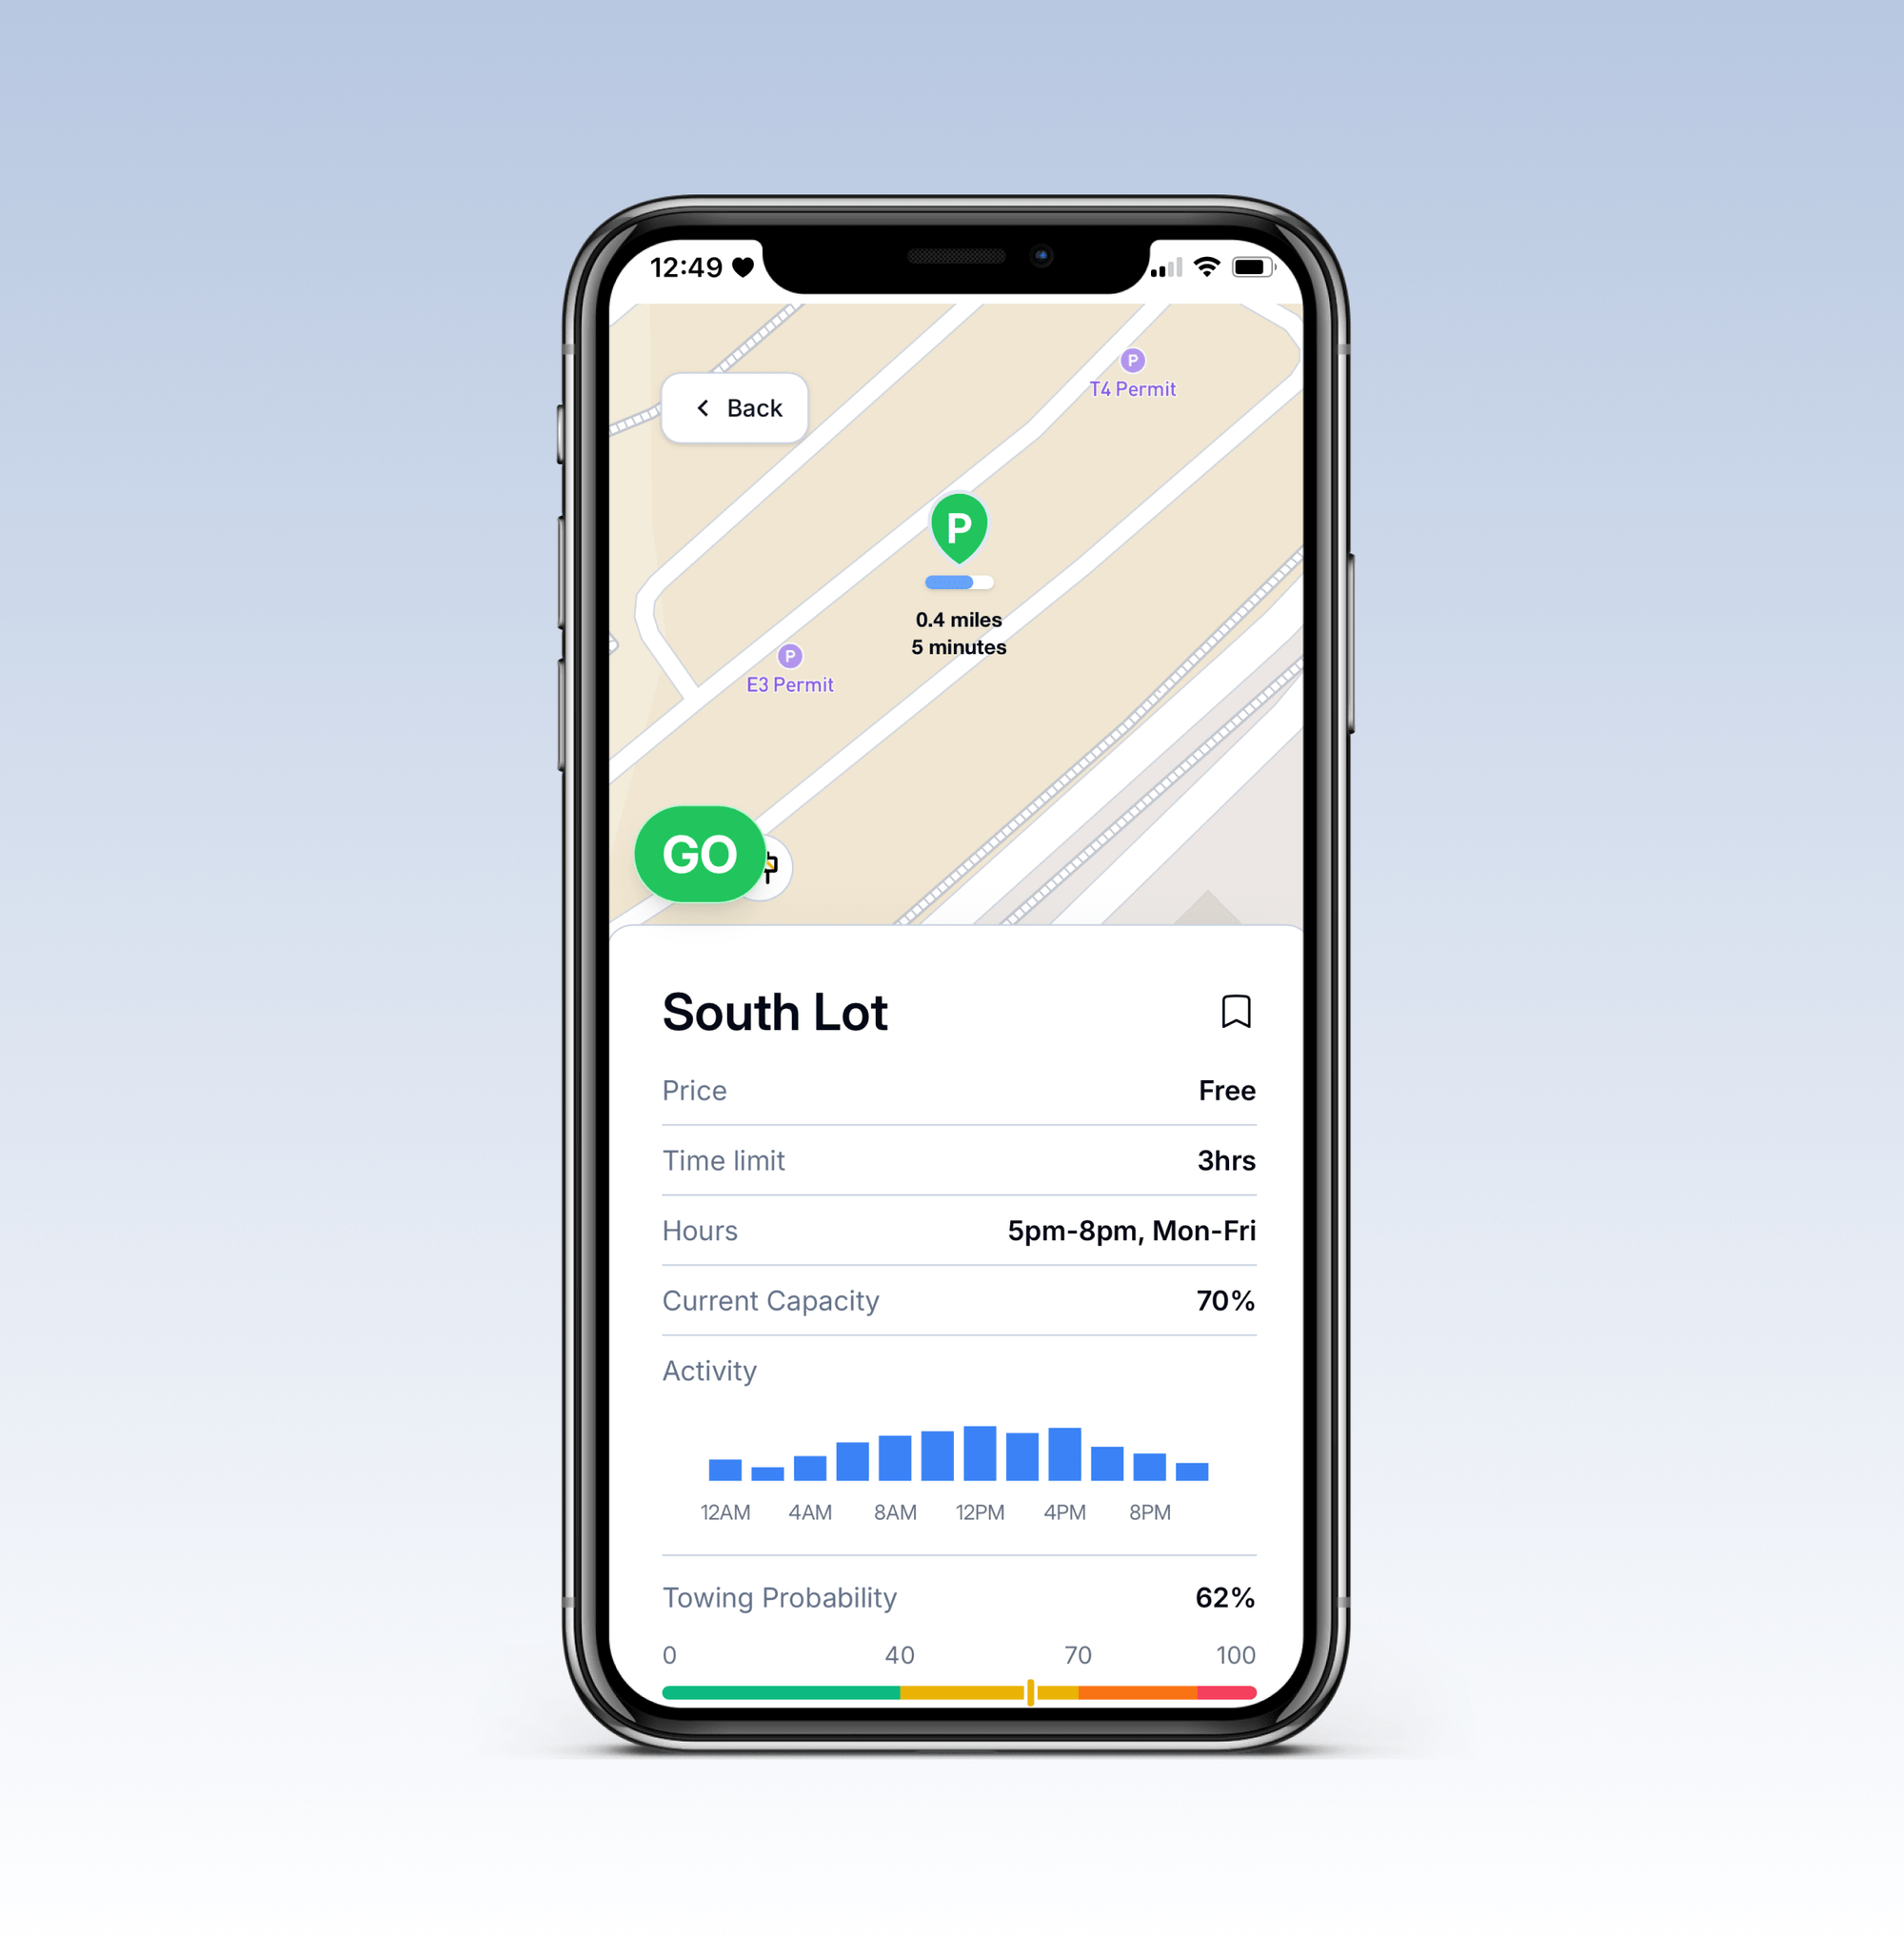 12:49
P
T4 Permit
Back
P
0.4 miles
5 minutes
P
E3 Permit
GO
South Lot
Price Free
Time limit 3hrs
Hours 5pm-8pm, Mon-Fri
Current Capacity 70%
Activity
12AM 4AM 8AM 12PM 4PM 8PM
Towing Probability 62%
0 40 70 100